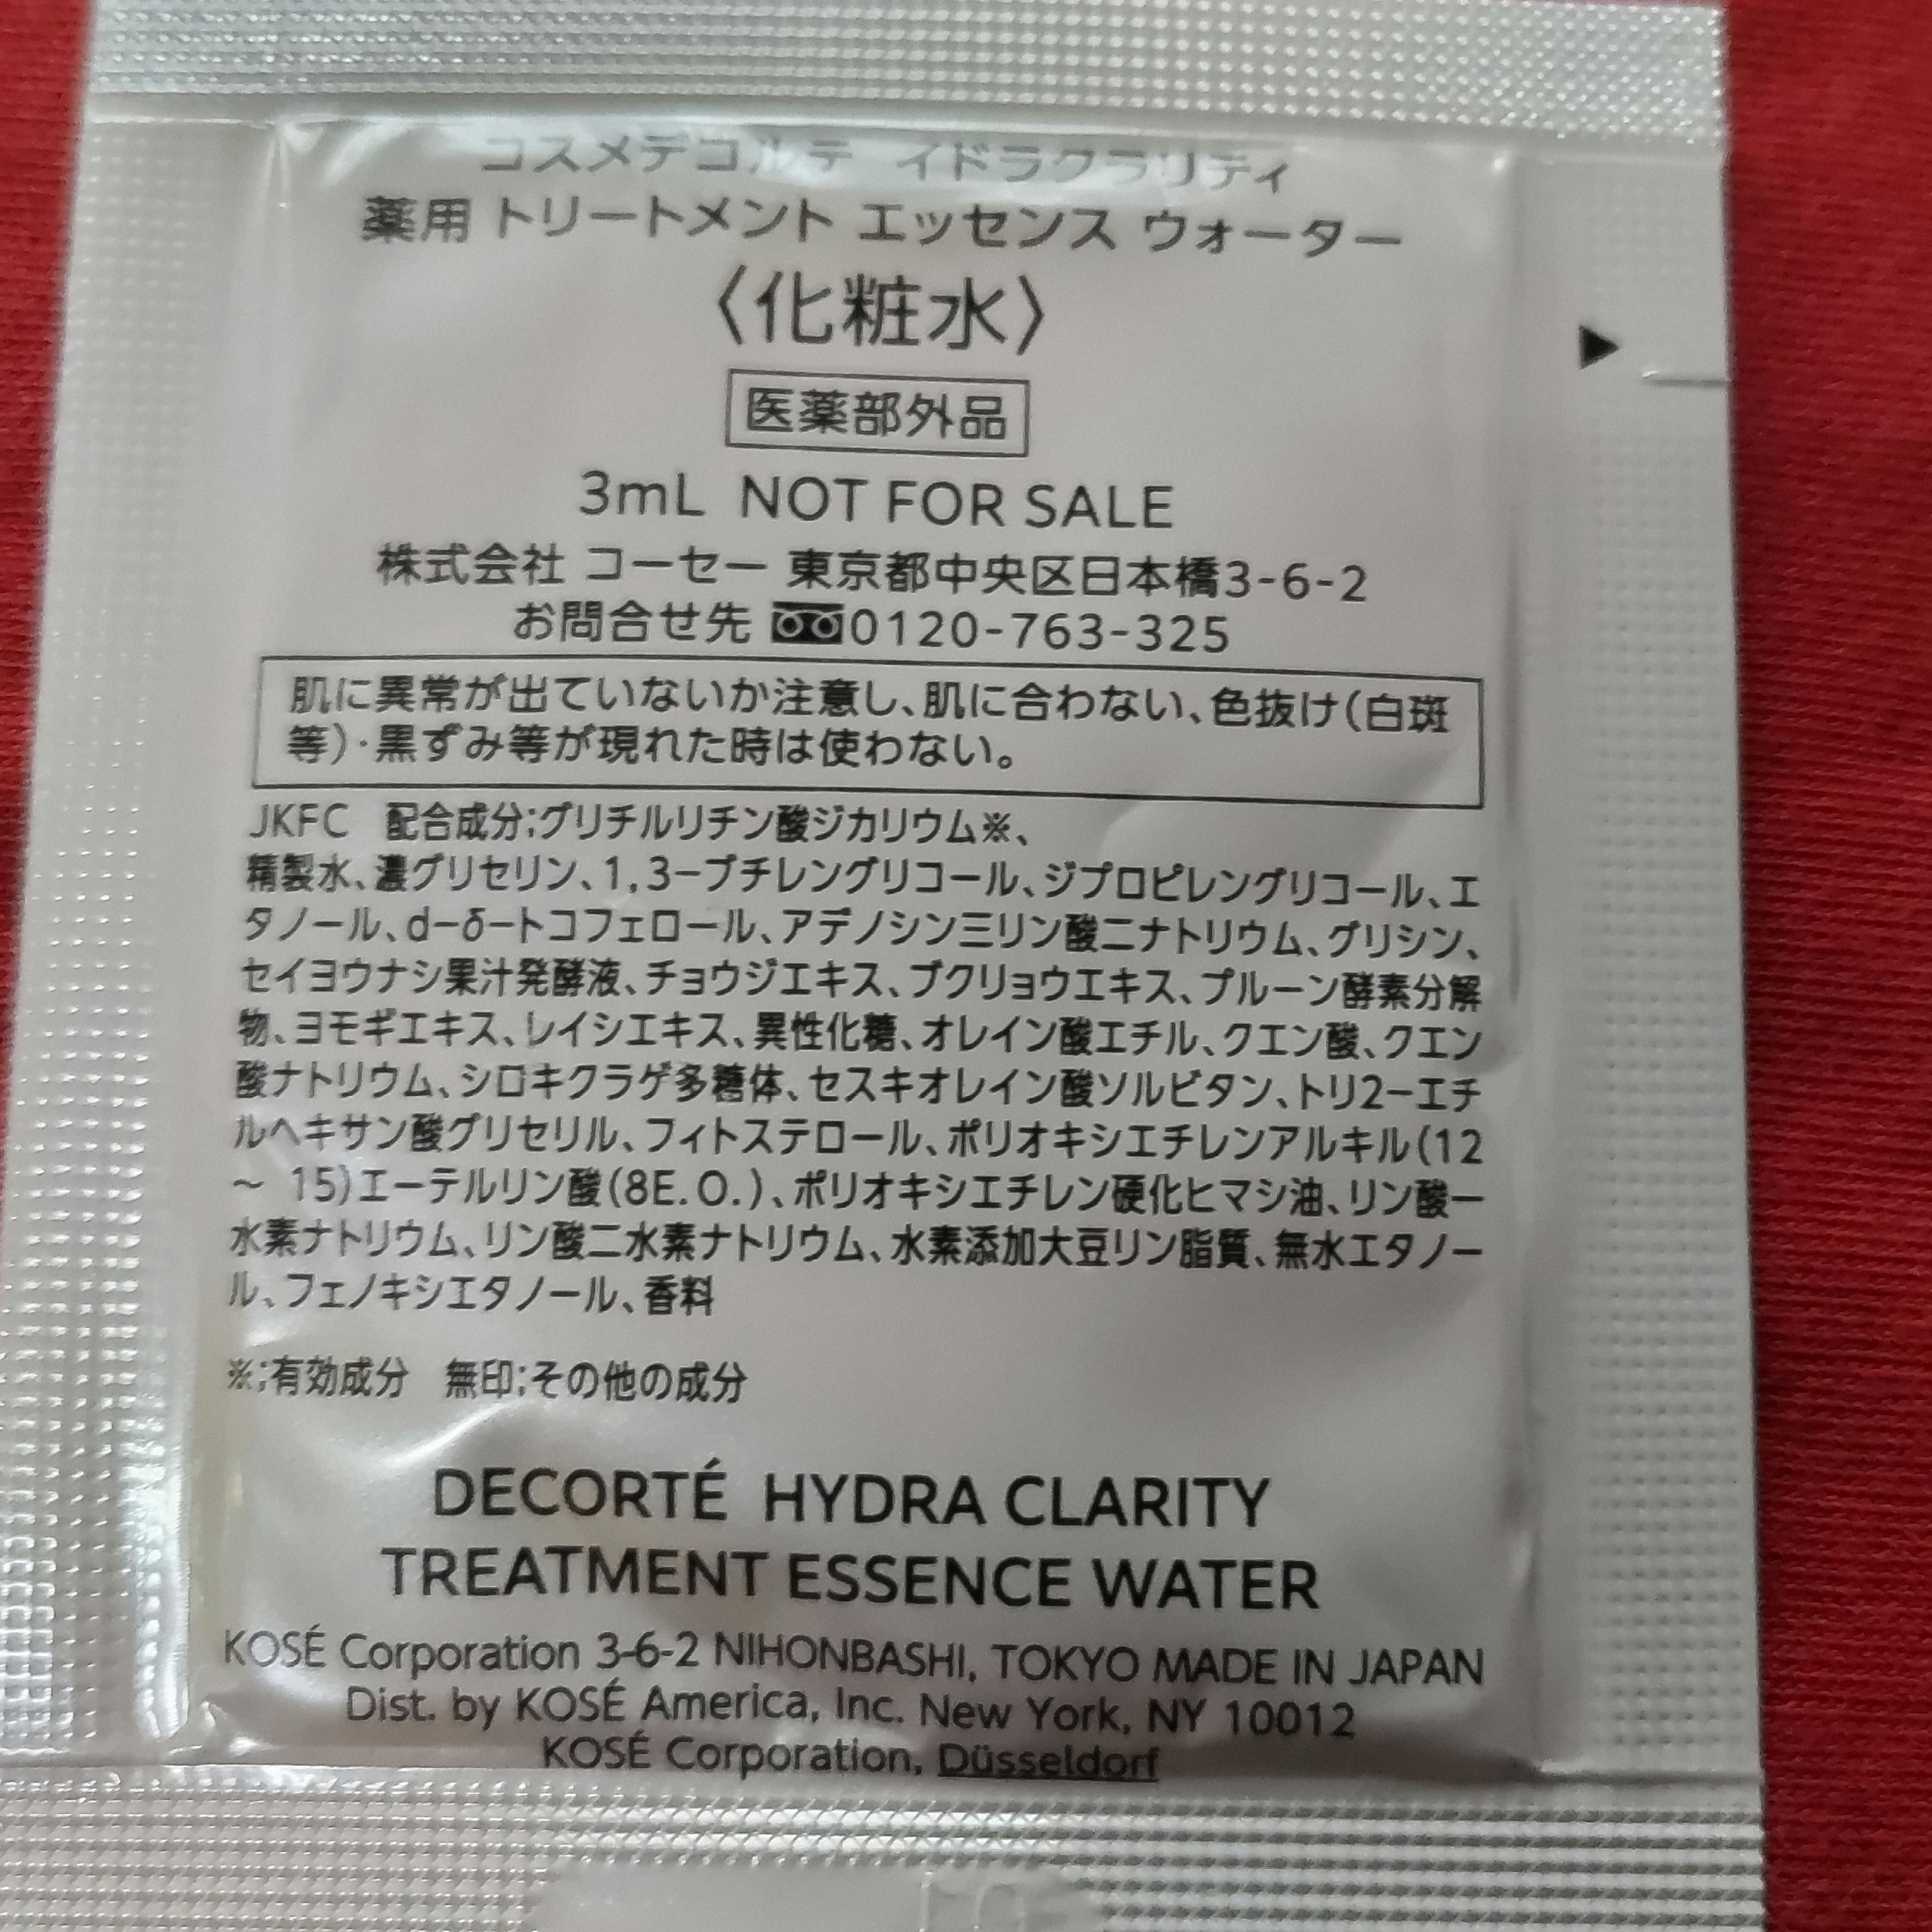 コスメデコルテ イドラクラリティ
薬用 トリートメント エッセンス ウォーター
〈化粧水〉
医薬部外品
3mL NOT FOR SALE
株式会社 コーセー 東京都中央区日本橋3-6-2
お問合せ先 0120-763-325
肌に異常が出ていないか注意し、肌に合わない、色抜け(白斑
等)・黒ずみ等が現れた時は使わない。
JKFC 配合成分;グリチルリチン酸ジカリウム※、
精製水、濃グリセリン、1,3-ブチレングリコール、ジプロピレングリコール、エ
タノール、d-δ-トコフェロール、アデノシン三リン酸二ナトリウム、グリシン、
セイヨウナシ果汁発酵液、チョウジエキス、ブクリョウエキス、プルーン酵素分解
物、ヨモギエキス、レイシエキス、異性化糖、オレイン酸エチル、クエン酸、クエン
酸ナトリウム、シロキクラゲ多糖体、セスキオレイン酸ソルビタン、トリ2-エチ
ルヘキサン酸グリセリル、フィトステロール、ポリオキシエチレンアルキル(12
～ 15)エーテルリン酸(8E.O.)、ポリオキシエチレン硬化ヒマシ油、リン酸一
水素ナトリウム、リン酸二水素ナトリウム、水素添加大豆リン脂質、無水エタノー
ル、フェノキシエタノール、香料
※;有効成分 無印;その他の成分
DECORTÉ HYDRA CLARITY
TREATMENT ESSENCE WATER
KOSÉ Corporation 3-6-2 NIHONBASHI, TOKYO MADE IN JAPAN
Dist. by KOSÉ America, Inc. New York, NY 10012
KOSÉ Corporation, Düsseldorf